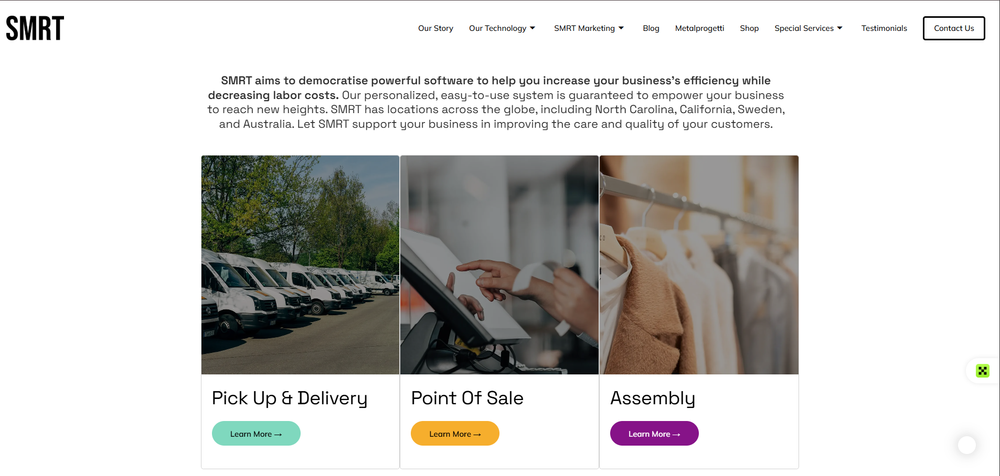 SMRT
Our Story
Our Technology
SMRT Marketing
Blog
Metalprogetti
Shop
Special Services
Testimonials
Contact Us
SMRT aims to democratise powerful software to help you increase your business's efficiency while
decreasing labor costs. Our personalized, easy-to-use system is guaranteed to empower your business
to reach new heights. SMRT has locations across the globe, including North Carolina, California, Sweden,
and Australia. Let SMRT support your business in improving the care and quality of your customers.
Pick Up & Delivery
Learn More →
Point Of Sale
Learn More →
Assembly
Learn More →